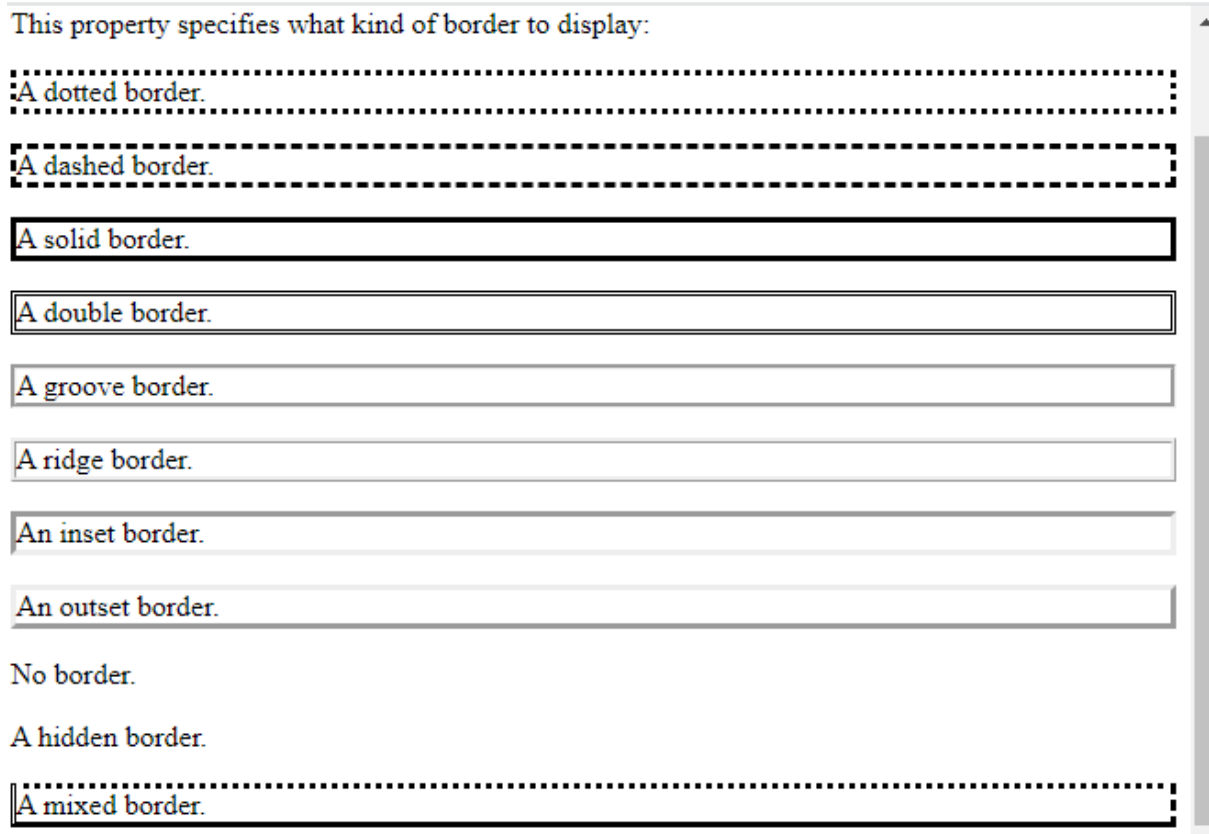 This property specifies what kind of border to display:
A dotted border.
A dashed border.
A solid border.
A double border.
A groove border.
A ridge border.
An inset border.
An outset border.
No border.
A hidden border.
A mixed border.